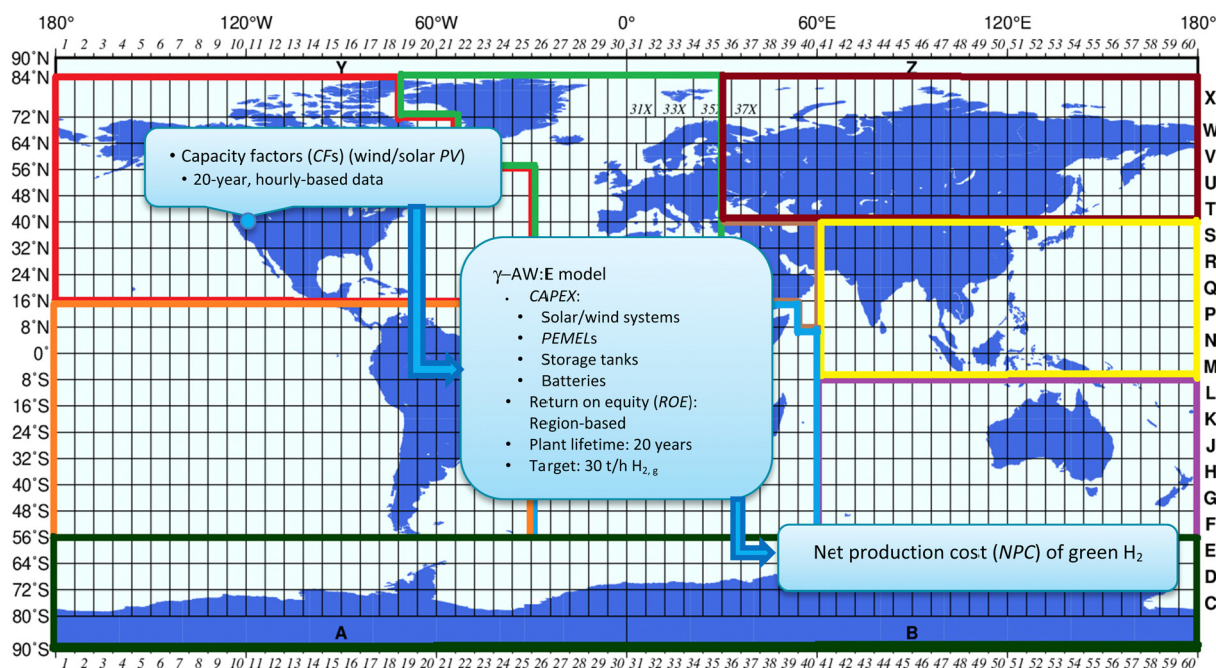 180° 120°W 60°W 0° 60°E 120°E 180°
1 2 3 4 5 6 7 8 9 10 11 12 13 14 15 16 17 18 19 20 21 22 23 24 25 26 27 28 29 30 31 32 33 34 35 36 37 38 39 40 41 42 43 44 45 46 47 48 49 50 51 52 53 54 55 56 57 58 59 60
90°N
Y Z
84°N
X
31X 33X 35X 37X
72°N
W
64°N
V
56°N
U
48°N
T
40°N
S
32°N
R
24°N
Q
16°N
P
8°N
N
0°
M
8°S
L
16°S
K
24°S
J
32°S
H
40°S
G
48°S
F
56°S
E
64°S
D
72°S
C
80°S
A B
90°S
• Capacity factors (CFs) (wind/solar PV)
• 20-year, hourly-based data
γ–AW:E model
. CAPEX:
• Solar/wind systems
• PEMELs
• Storage tanks
• Batteries
• Return on equity (ROE):
Region-based
• Plant lifetime: 20 years
• Target: 30 t/h H2, g
Net production cost (NPC) of green H2
1 2 3 4 5 6 7 8 9 10 11 12 13 14 15 16 17 18 19 20 21 22 23 24 25 26 27 28 29 30 31 32 33 34 35 36 37 38 39 40 41 42 43 44 45 46 47 48 49 50 51 52 53 54 55 56 57 58 59 60